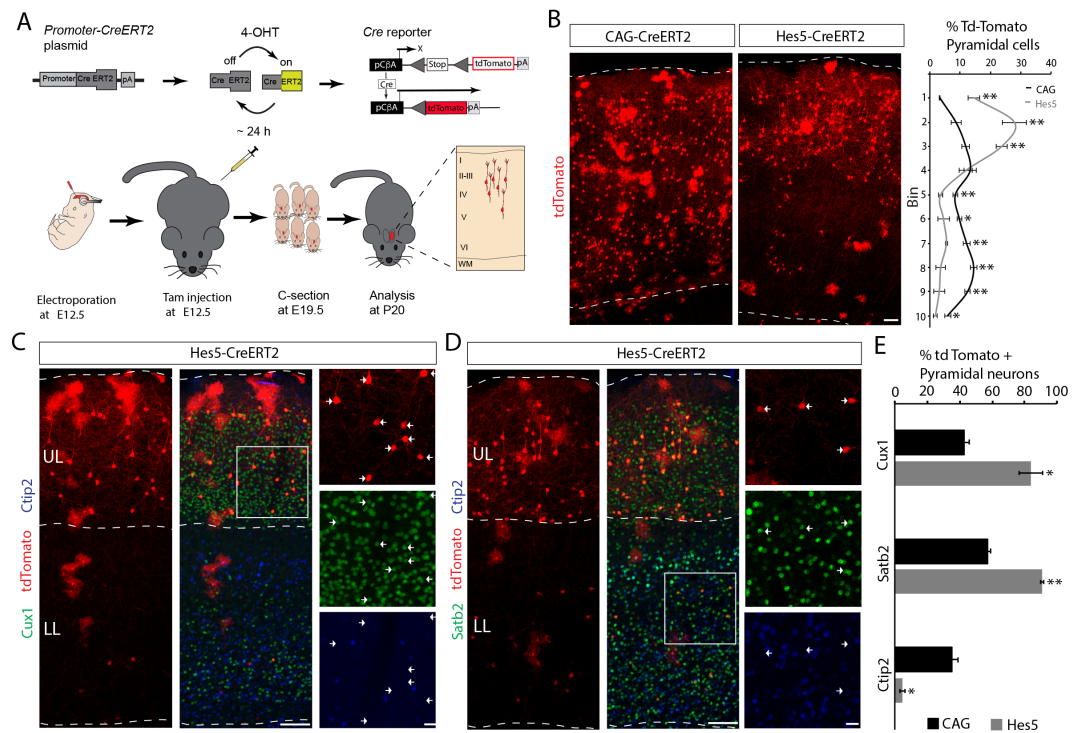 A
Promoter-CreERT2
plasmid
4-OHT
Cre reporter
off
on
Promoter Cre ERT2 pA
Cre ERT2
Cre ERT2
pCβA Stop tdTomato pA
X
Cre
pCβA tdTomato pA
~ 24 h
I
II-III
IV
V
VI
WM
Electroporation
at E12.5
Tam injection
at E12.5
C-section
at E19.5
Analysis
at P20
B
CAG-CreERT2
Hes5-CreERT2
tdTomato
% Td-Tomato
Pyramidal cells
0 10 20 30 40
CAG
Hes5
Bin
1 **
2 **
3 **
4
5 **
6 *
7 **
8 **
9 **
10 *
C
Hes5-CreERT2
UL
LL
Cux1 tdTomato Ctip2
D
Hes5-CreERT2
UL
LL
Satb2 tdTomato Ctip2
E
% td Tomato +
Pyramidal neurons
0 20 40 60 80 100
Cux1 *
Satb2 **
Ctip2 *
CAG Hes5